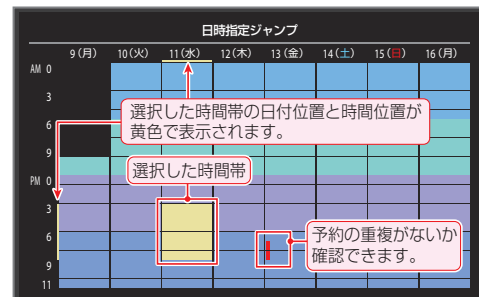 日時指定ジャンプ
9(月) 10(火) 11(水) 12(木) 13(金) 14(土) 15(日) 16(月)
AM 0
3
選択した時間帯の日付位置と時間位置が
黄色で表示されます。
6
9
選択した時間帯
PM 0
3
予約の重複がないか
確認できます。
6
9
11